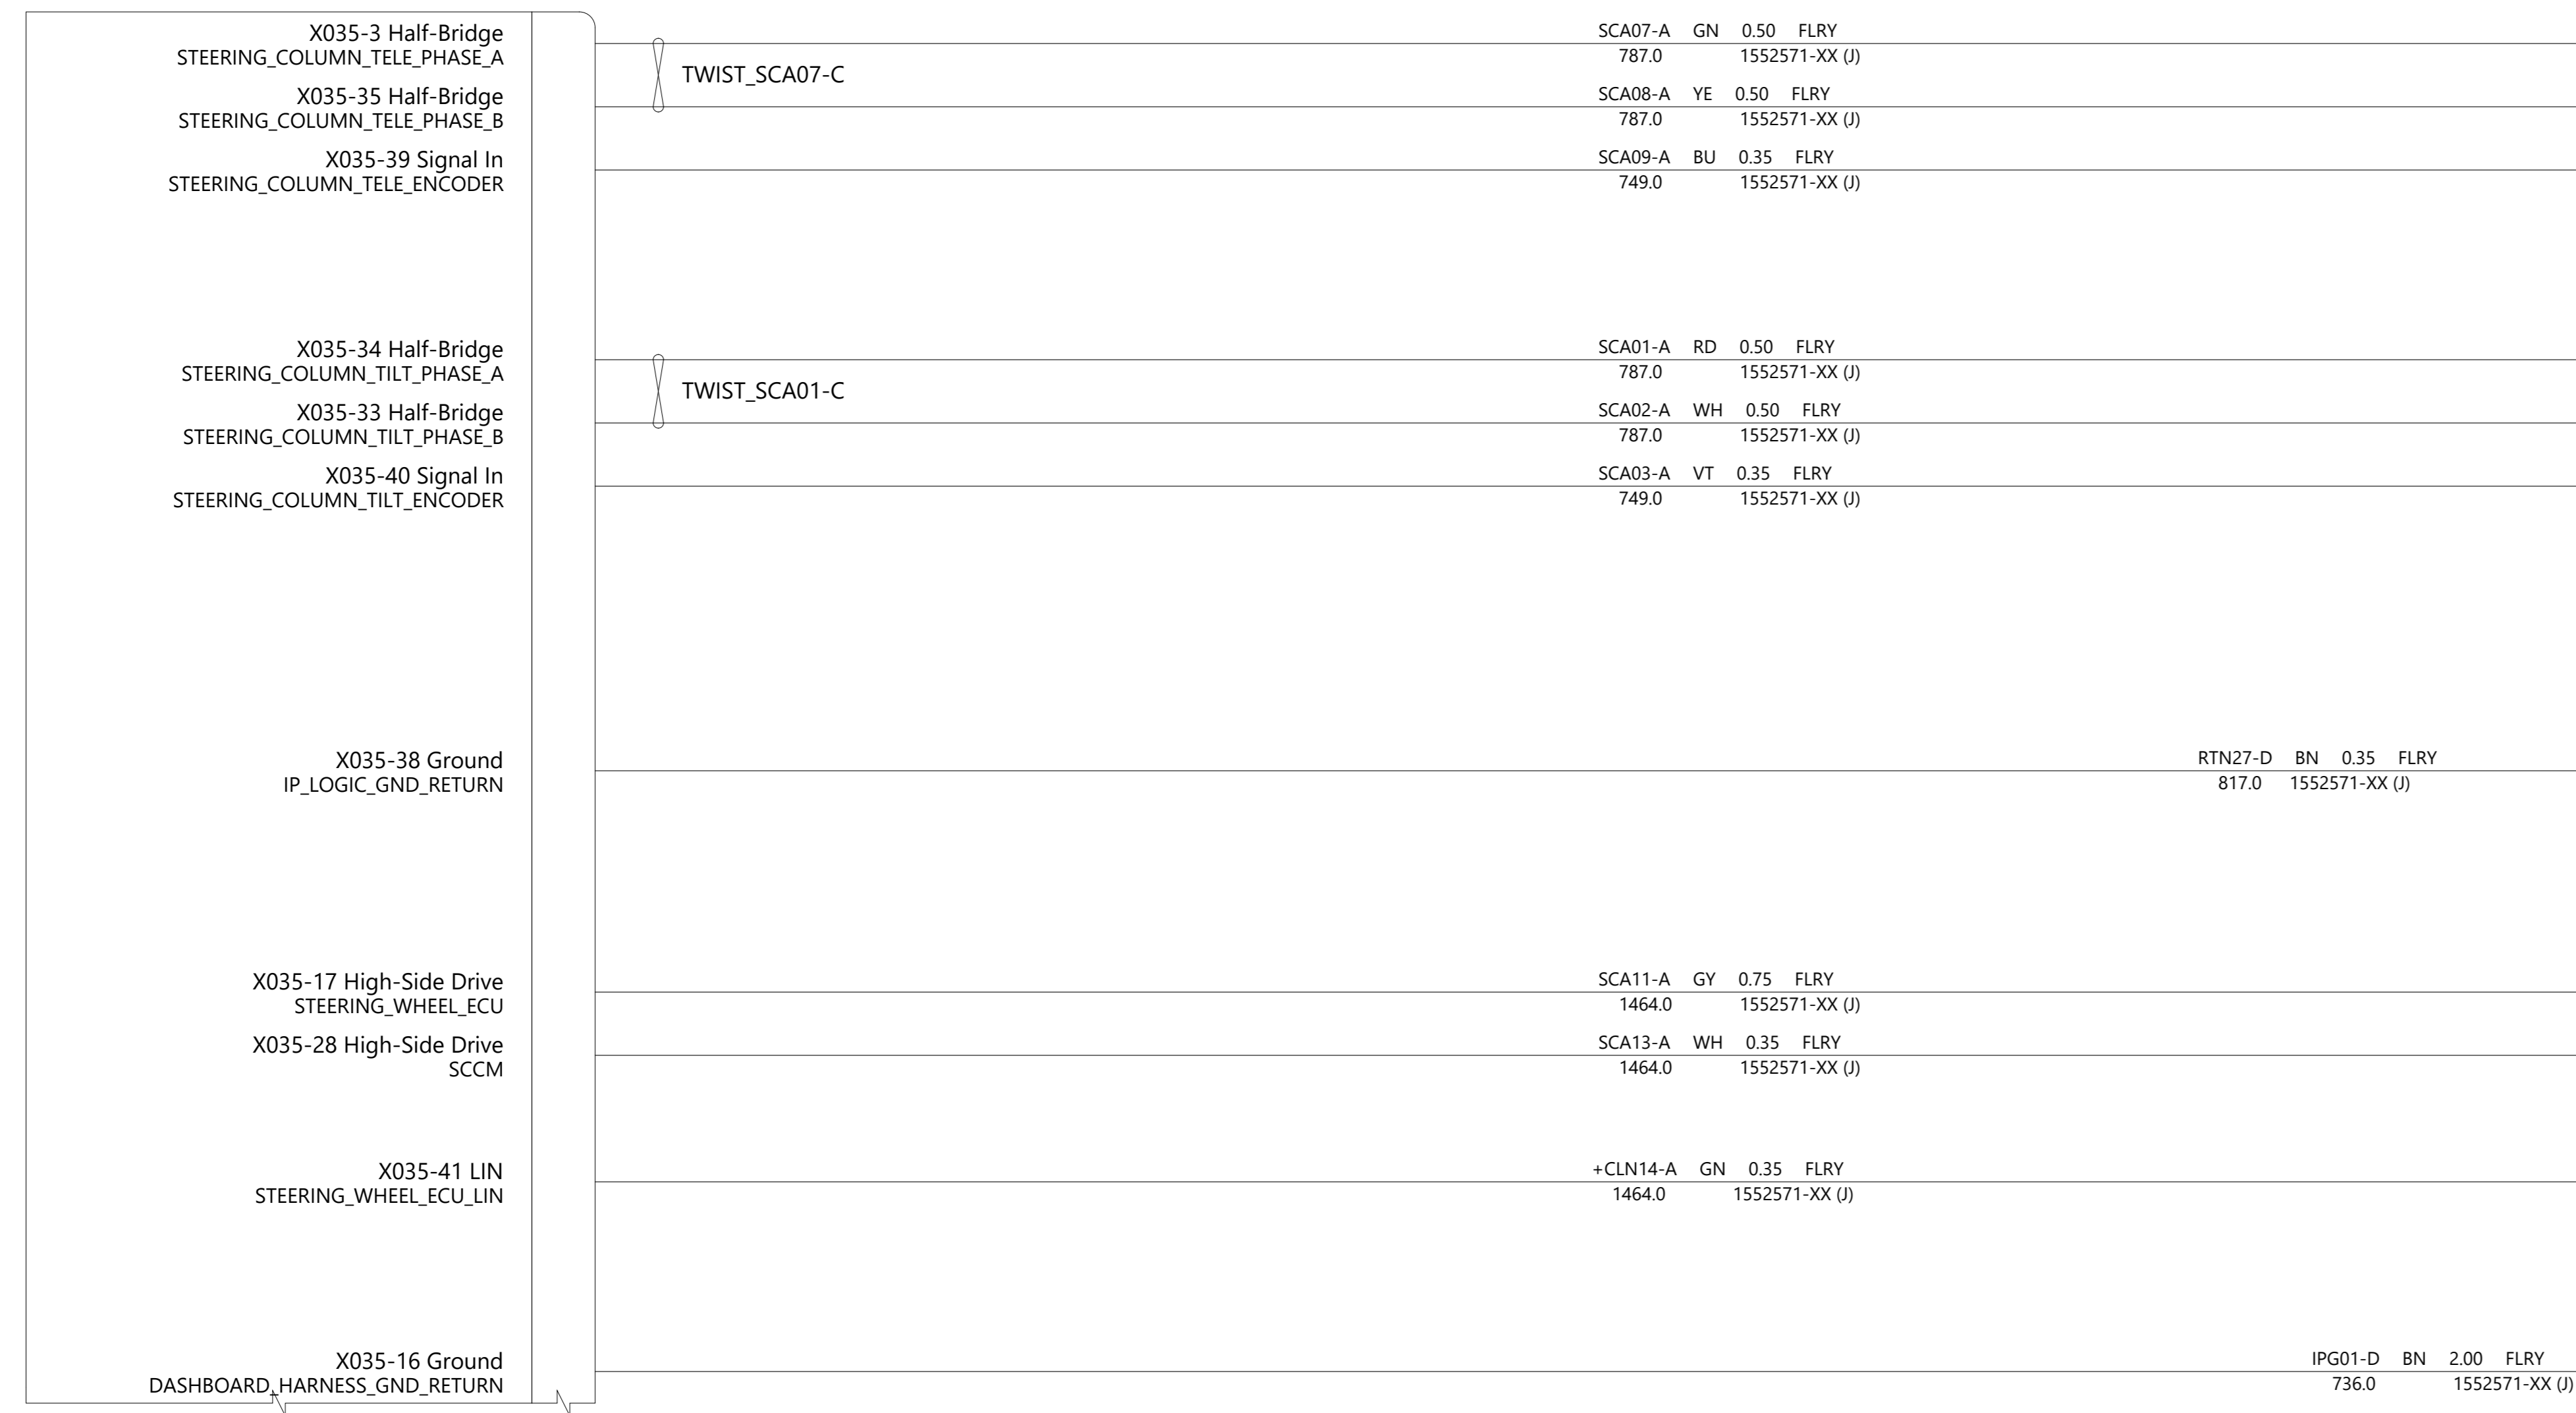 X035-3 Half-Bridge
STEERING_COLUMN_TELE_PHASE_A
SCA07-A GN 0.50 FLRY
787.0 1552571-XX (J)
TWIST_SCA07-C
X035-35 Half-Bridge
STEERING_COLUMN_TELE_PHASE_B
SCA08-A YE 0.50 FLRY
787.0 1552571-XX (J)
X035-39 Signal In
STEERING_COLUMN_TELE_ENCODER
SCA09-A BU 0.35 FLRY
749.0 1552571-XX (J)
X035-34 Half-Bridge
STEERING_COLUMN_TILT_PHASE_A
SCA01-A RD 0.50 FLRY
787.0 1552571-XX (J)
TWIST_SCA01-C
X035-33 Half-Bridge
STEERING_COLUMN_TILT_PHASE_B
SCA02-A WH 0.50 FLRY
787.0 1552571-XX (J)
X035-40 Signal In
STEERING_COLUMN_TILT_ENCODER
SCA03-A VT 0.35 FLRY
749.0 1552571-XX (J)
X035-38 Ground
IP_LOGIC_GND_RETURN
RTN27-D BN 0.35 FLRY
817.0 1552571-XX (J)
X035-17 High-Side Drive
STEERING_WHEEL_ECU
SCA11-A GY 0.75 FLRY
1464.0 1552571-XX (J)
X035-28 High-Side Drive
SCCM
SCA13-A WH 0.35 FLRY
1464.0 1552571-XX (J)
X035-41 LIN
STEERING_WHEEL_ECU_LIN
+CLN14-A GN 0.35 FLRY
1464.0 1552571-XX (J)
X035-16 Ground
DASHBOARD_HARNESS_GND_RETURN
IPG01-D BN 2.00 FLRY
736.0 1552571-XX (J)